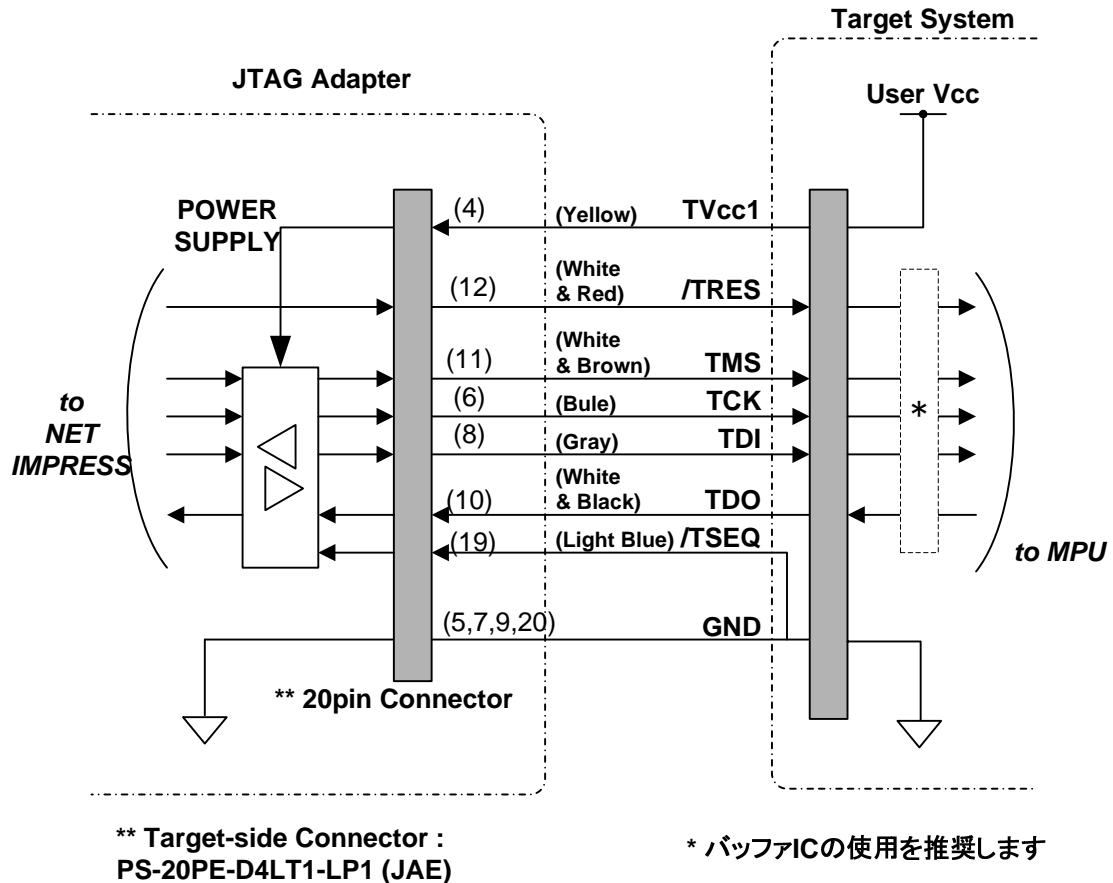 Target System
JTAG Adapter
User Vcc
POWER
SUPPLY
(4) (Yellow) TVcc1
(White
(12) & Red) /TRES
(White
(11) & Brown) TMS
(6) (Bule) TCK
(8) (Gray) TDI
(White
(10) & Black) TDO
(19) (Light Blue) /TSEQ
(5,7,9,20) GND
to
NET
IMPRESS
*
to MPU
** 20pin Connector
** Target-side Connector :
PS-20PE-D4LT1-LP1 (JAE)
* バッファICの使用を推奨します